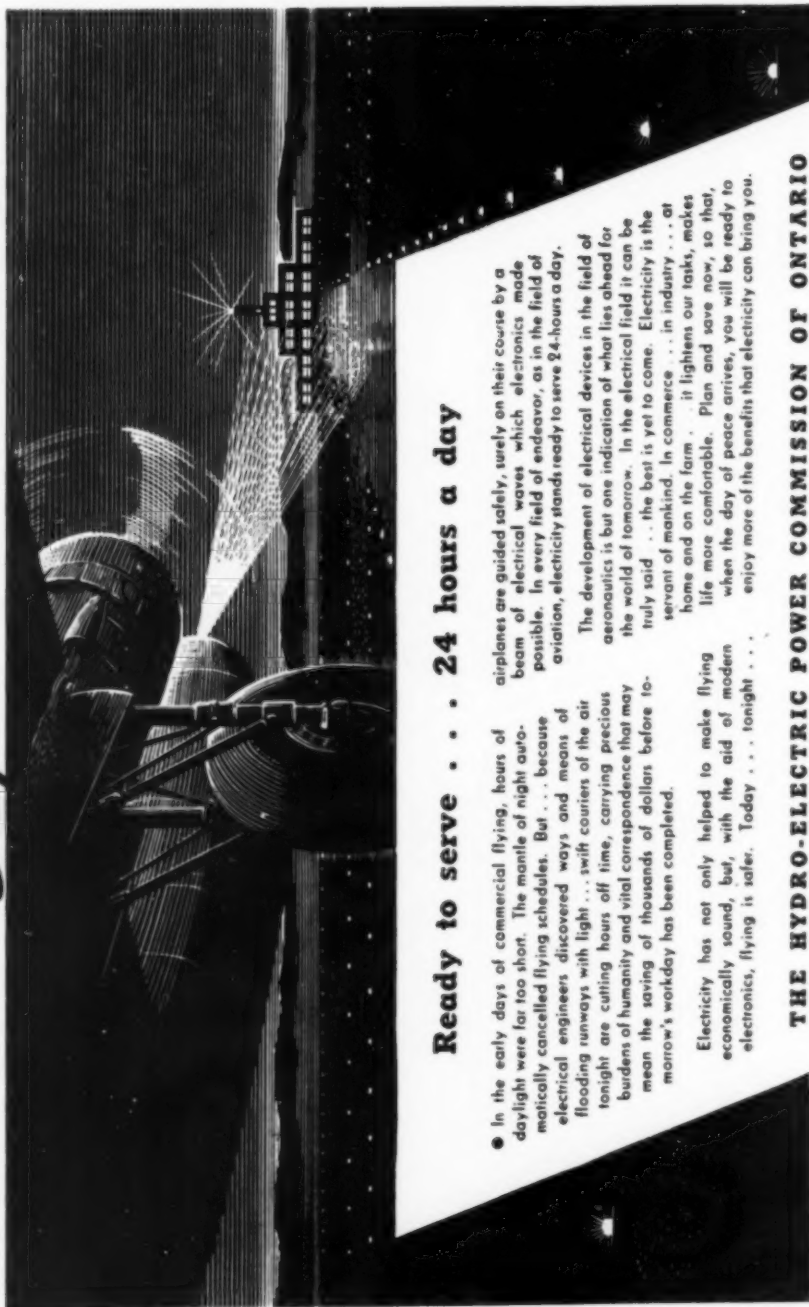 Ready to serve . . . 24 hours a day
● In the early days of commercial flying, hours of
daylight were far too short. The mantle of night auto-
matically cancelled flying schedules. But . . . because
electrical engineers discovered ways and means of
flooding runways with light . . . swift couriers of the air
tonight are cutting hours off time, carrying precious
burdens of humanity and vital correspondence that may
mean the saving of thousands of dollars before to-
morrow's workday has been completed.
Electricity has not only helped to make flying
economically sound, but, with the aid of modern
electronics, flying is safer. Today . . . tonight . . .
airplanes are guided safely, surely on their course by a
beam of electrical waves which electronics made
possible. In every field of endeavor, as in the field of
aviation, electricity stands ready to serve 24-hours a day.
The development of electrical devices in the field of
aeronautics is but one indication of what lies ahead for
the world of tomorrow. In the electrical field it can be
truly said . . the best is yet to come. Electricity is the
servant of mankind. In commerce . . . in industry . . . at
home and on the farm . . it lightens our tasks, makes
life more comfortable. Plan and save now, so that,
when the day of peace arrives, you will be ready to
enjoy more of the benefits that electricity can bring you.
THE HYDRO-ELECTRIC POWER COMMISSION OF ONTARIO